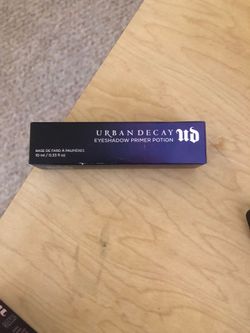 URBAN DECAY
EYESHADOW PRIMER POTION
UD
BASE DE FARD À PAUPIÈRES
10 ml / 0.33 fl oz